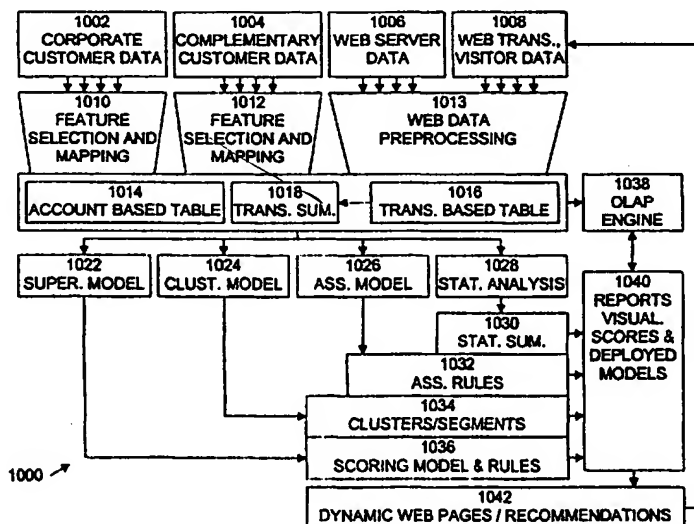 1002
CORPORATE
CUSTOMER DATA
1004
COMPLEMENTARY
CUSTOMER DATA
1006
WEB SERVER
DATA
1008
WEB TRANS.,
VISITOR DATA
1010
FEATURE
SELECTION AND
MAPPING
1012
FEATURE
SELECTION AND
MAPPING
1013
WEB DATA
PREPROCESSING
1014
ACCOUNT BASED TABLE
1018
TRANS. SUM.
1016
TRANS. BASED TABLE
1038
OLAP
ENGINE
1022
SUPER. MODEL
1024
CLUST. MODEL
1026
ASS. MODEL
1028
STAT. ANALYSIS
1040
REPORTS
VISUAL.
SCORES &
DEPLOYED
MODELS
1030
STAT. SUM.
1032
ASS. RULES
1034
CLUSTERS/SEGMENTS
1036
SCORING MODEL & RULES
1000
1042
DYNAMIC WEB PAGES / RECOMMENDATIONS